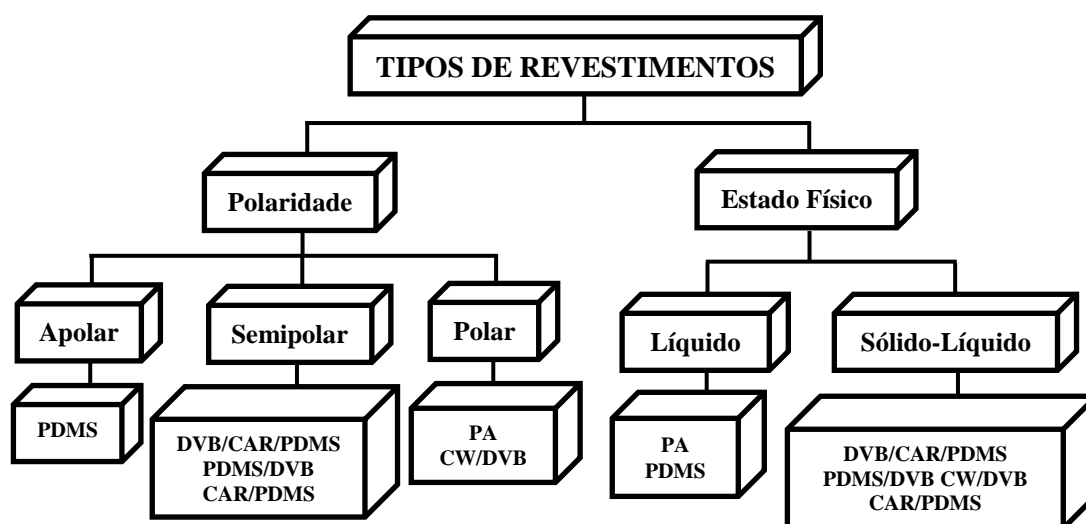 TIPOS DE REVESTIMENTOS
Polaridade
Estado Físico
Apolar
Semipolar
Polar
Líquido
Sólido-Líquido
PDMS
DVB/CAR/PDMS
PDMS/DVB
CAR/PDMS
PA
CW/DVB
PA
PDMS
DVB/CAR/PDMS
PDMS/DVB CW/DVB
CAR/PDMS